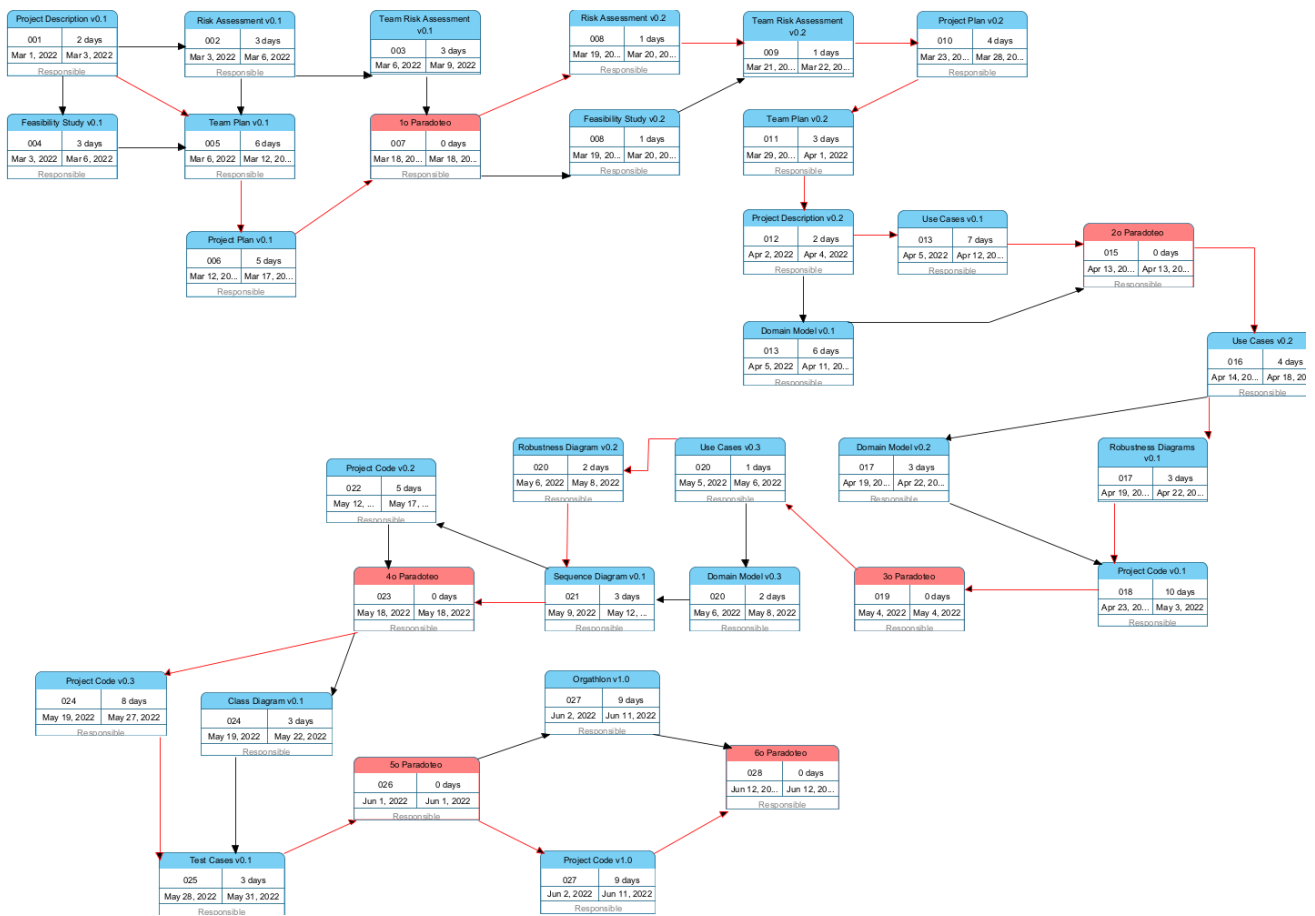 Project Description v0.1
001 2 days
Mar 1, 2022 Mar 3, 2022
Responsible
Risk Assessment v0.1
002 3 days
Mar 3, 2022 Mar 6, 2022
Responsible
Team Risk Assessment
v0.1
003 3 days
Mar 6, 2022 Mar 9, 2022
Responsible
Risk Assessment v0.2
008 1 days
Mar 19, 20... Mar 20, 20...
Responsible
Team Risk Assessment
v0.2
009 1 days
Mar 21, 20... Mar 22, 20...
Responsible
Project Plan v0.2
010 4 days
Mar 23, 20... Mar 28, 20...
Responsible
Feasibility Study v0.1
004 3 days
Mar 3, 2022 Mar 6, 2022
Responsible
Team Plan v0.1
005 6 days
Mar 6, 2022 Mar 12, 20...
Responsible
1o Paradoteo
007 0 days
Mar 18, 20... Mar 18, 20...
Responsible
Feasibility Study v0.2
008 1 days
Mar 19, 20... Mar 20, 20...
Responsible
Team Plan v0.2
011 3 days
Mar 29, 20... Apr 1, 2022
Responsible
Project Plan v0.1
006 5 days
Mar 12, 20... Mar 17, 20...
Responsible
Project Description v0.2
012 2 days
Apr 2, 2022 Apr 4, 2022
Responsible
Use Cases v0.1
013 7 days
Apr 5, 2022 Apr 12, 20...
Responsible
2o Paradoteo
015 0 days
Apr 13, 20... Apr 13, 20...
Responsible
Domain Model v0.1
013 6 days
Apr 5, 2022 Apr 11, 20...
Responsible
Use Cases v0.2
016 4 days
Apr 14, 20... Apr 18, 20
Responsible
Project Code v0.2
022 5 days
May 12, ... May 17, ...
Responsible
Robustness Diagram v0.2
020 2 days
May 6, 2022 May 8, 2022
Responsible
Use Cases v0.3
020 1 days
May 5, 2022 May 6, 2022
Responsible
Domain Model v0.2
017 3 days
Apr 19, 20... Apr 22, 20...
Responsible
Robustness Diagrams
v0.1
017 3 days
Apr 19, 20... Apr 22, 20...
Responsible
4o Paradoteo
023 0 days
May 18, 2022 May 18, 2022
Responsible
Sequence Diagram v0.1
021 3 days
May 9, 2022 May 12, ...
Responsible
Domain Model v0.3
020 2 days
May 6, 2022 May 8, 2022
Responsible
3o Paradoteo
019 0 days
May 4, 2022 May 4, 2022
Responsible
Project Code v0.1
018 10 days
Apr 23, 20... May 3, 2022
Responsible
Project Code v0.3
024 8 days
May 19, 2022 May 27, 2022
Responsible
Class Diagram v0.1
024 3 days
May 19, 2022 May 22, 2022
Responsible
Orgathlon v1.0
027 9 days
Jun 2, 2022 Jun 11, 2022
Responsible
5o Paradoteo
026 0 days
Jun 1, 2022 Jun 1, 2022
Responsible
6o Paradoteo
028 0 days
Jun 12, 20... Jun 12, 20...
Responsible
Test Cases v0.1
025 3 days
May 28, 2022 May 31, 2022
Responsible
Project Code v1.0
027 9 days
Jun 2, 2022 Jun 11, 2022
Responsible